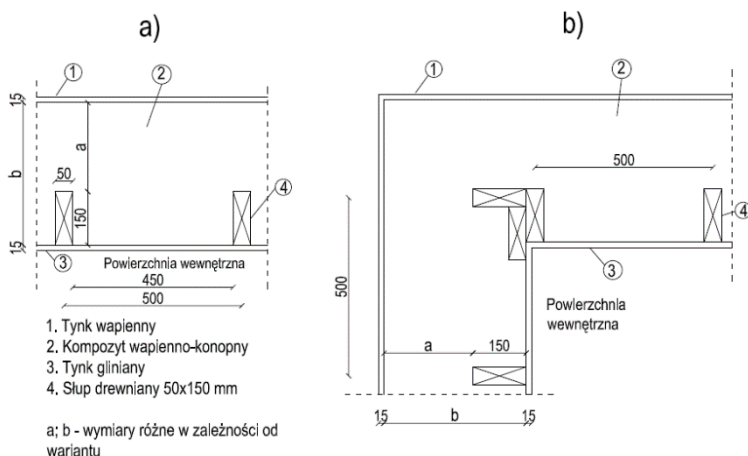 a)
1
2
15
b
15
a
50
150
4
3
Powierzchnia wewnętrzna
450
500
1. Tynk wapienny
2. Kompozyt wapienno-konopny
3. Tynk gliniany
4. Słup drewniany 50x150 mm
a; b - wymiary różne w zależności od
wariantu
b)
1
2
500
4
3
500
Powierzchnia
wewnętrzna
a
150
15
b
15